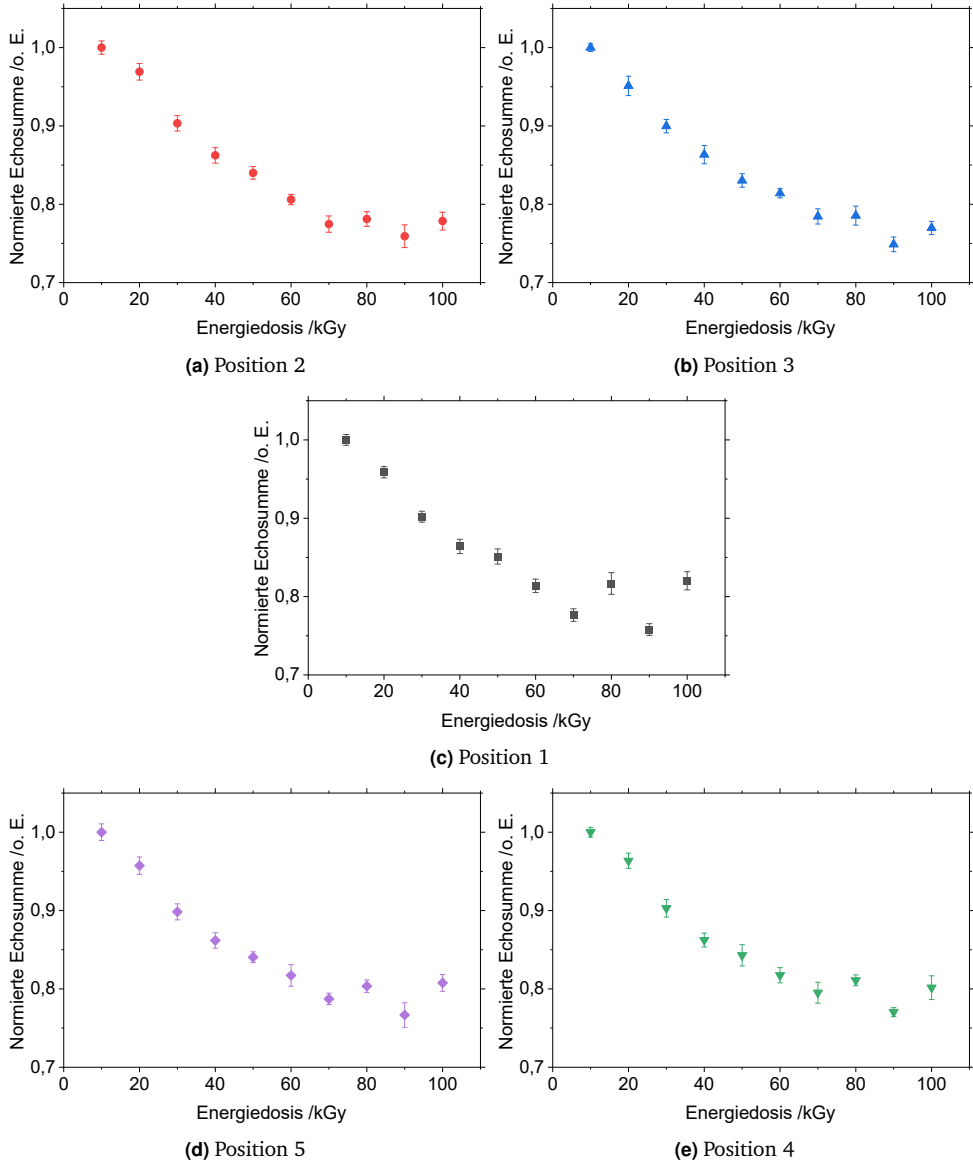 Normierte Echosumme /o. E.
1,0
0,9
0,8
0,7
0 20 40 60 80 100
Energiedosis /kGy
(a) Position 2
Normierte Echosumme /o. E.
1,0
0,9
0,8
0,7
0 20 40 60 80 100
Energiedosis /kGy
(b) Position 3
Normierte Echosumme /o. E.
1,0
0,9
0,8
0,7
0 20 40 60 80 100
Energiedosis /kGy
(c) Position 1
Normierte Echosumme /o. E.
1,0
0,9
0,8
0,7
0 20 40 60 80 100
Energiedosis /kGy
(d) Position 5
Normierte Echosumme /o. E.
1,0
0,9
0,8
0,7
0 20 40 60 80 100
Energiedosis /kGy
(e) Position 4